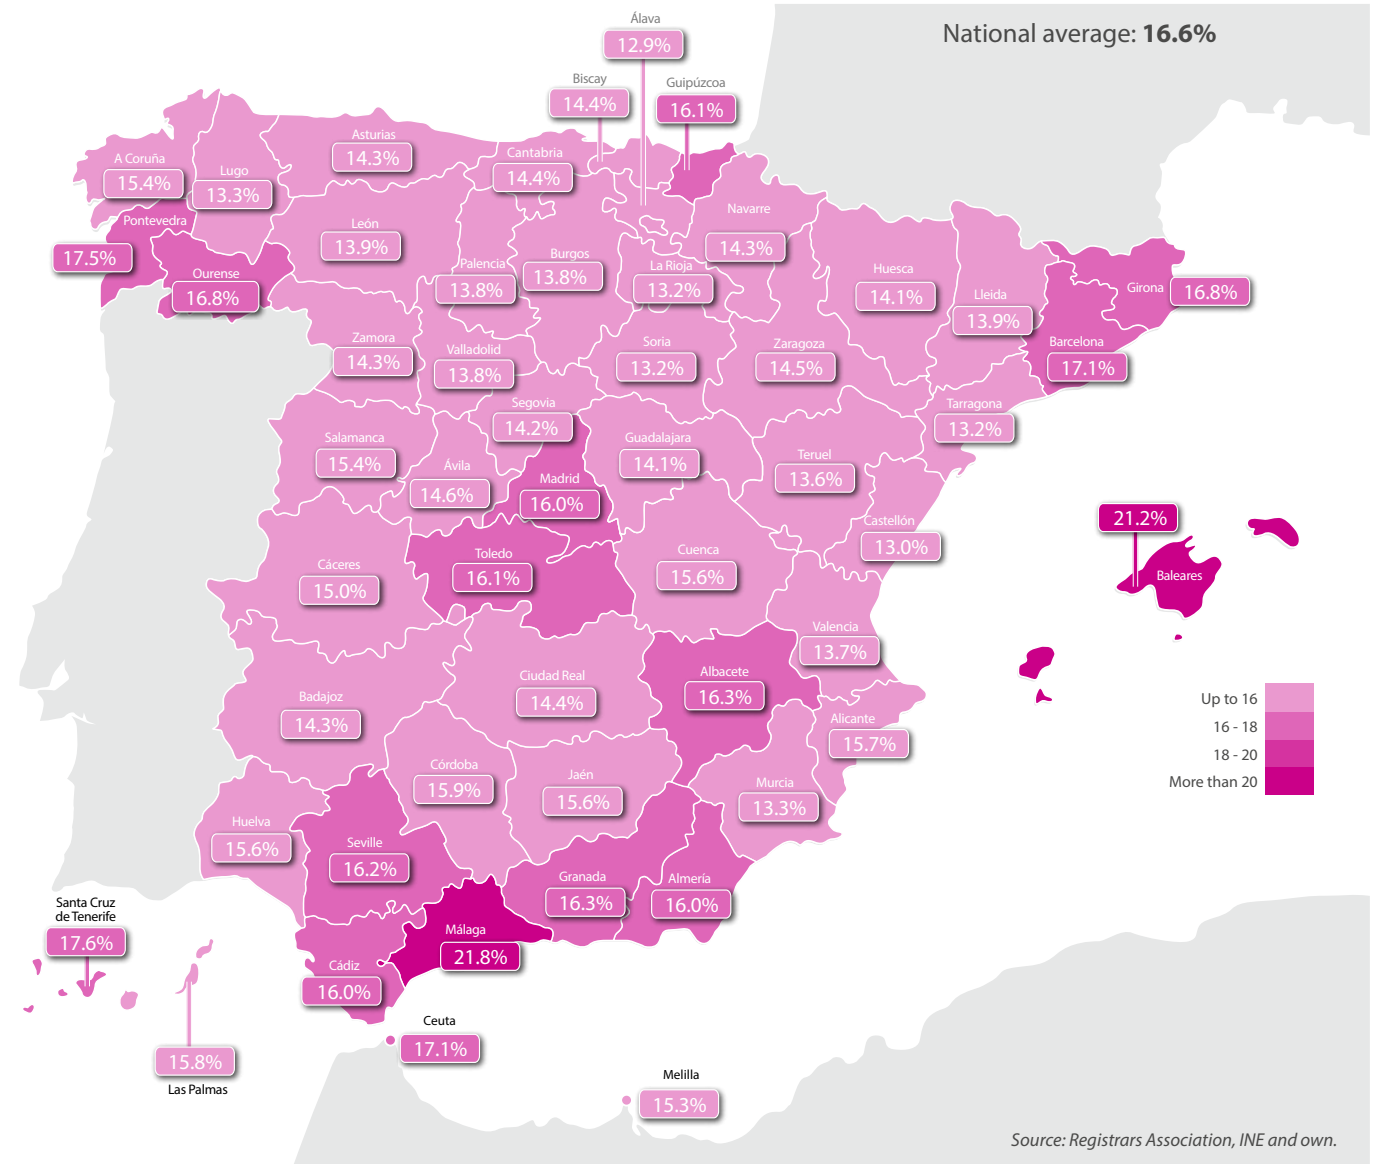 National average: 16.6%
Álava
12.9%
Biscay
14.4%
Guipúzcoa
16.1%
Asturias
14.3%
Cantabria
14.4%
A Coruña
15.4%
Lugo
13.3%
Pontevedra
17.5%
Ourense
16.8%
León
13.9%
Palencia
13.8%
Burgos
13.8%
La Rioja
13.2%
Navarre
14.3%
Huesca
14.1%
Lleida
13.9%
Girona
16.8%
Barcelona
17.1%
Zamora
14.3%
Valladolid
13.8%
Soria
13.2%
Zaragoza
14.5%
Tarragona
13.2%
Segovia
14.2%
Salamanca
15.4%
Ávila
14.6%
Madrid
16.0%
Guadalajara
14.1%
Teruel
13.6%
Castellón
13.0%
21.2%
Baleares
Cáceres
15.0%
Toledo
16.1%
Cuenca
15.6%
Valencia
13.7%
Badajoz
14.3%
Ciudad Real
14.4%
Albacete
16.3%
Alicante
15.7%
Up to 16
16 - 18
18 - 20
More than 20
Córdoba
15.9%
Jaén
15.6%
Murcia
13.3%
Huelva
15.6%
Seville
16.2%
Granada
16.3%
Almería
16.0%
Málaga
21.8%
Cádiz
16.0%
Santa Cruz
de Tenerife
17.6%
15.8%
Las Palmas
Ceuta
17.1%
Melilla
15.3%
Source: Registrars Association, INE and own.